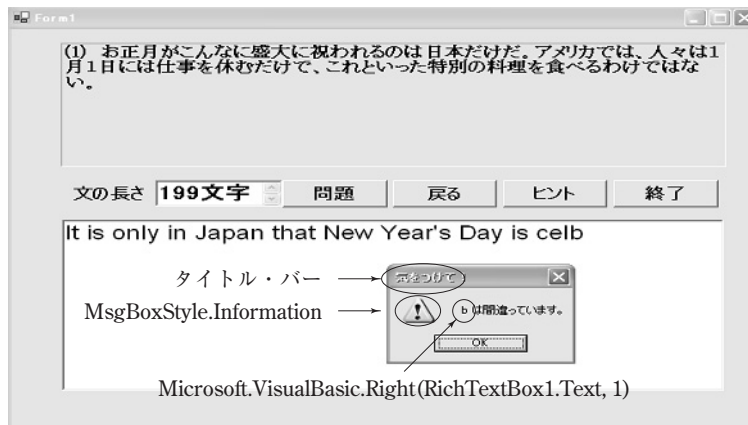 Form1
(1) お正月がこんなに盛大に祝われるのは日本だけだ。アメリカでは、人々は1
月1日には仕事を休むだけで、これといった特別の料理を食べるわけではな
い。
文の長さ 199文字 問題 戻る ヒント 終了
It is only in Japan that New Year's Day is celb
タイトル・バー
気をつけて
MsgBoxStyle.Information
b は間違っています。
OK
Microsoft.VisualBasic.Right(RichTextBox1.Text, 1)